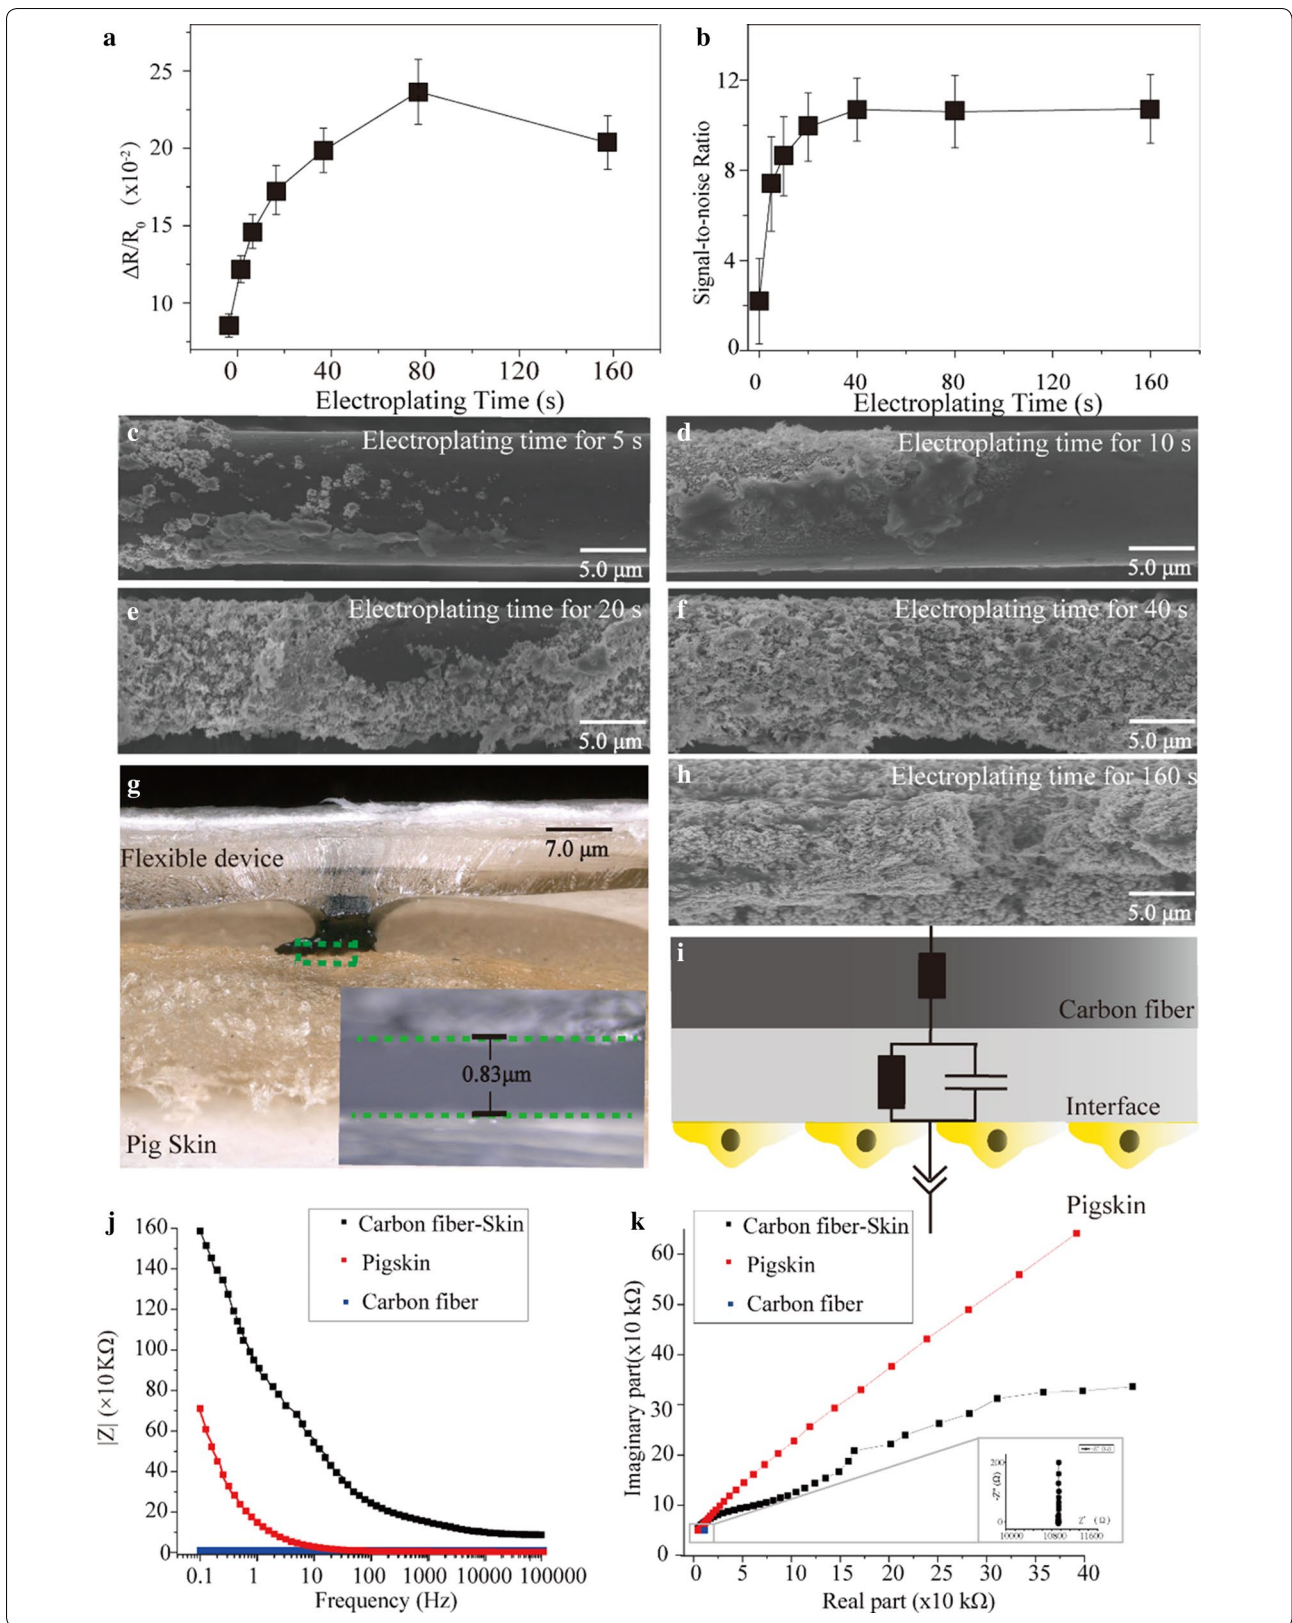 a
25
20
15
10
ΔR/R0 (x10-2)
0 40 80 120 160
Electroplating Time (s)
b
12
8
4
0
Signal-to-noise Ratio
0 40 80 120 160
Electroplating Time (s)
c
Electroplating time for 5 s
5.0 μm
d
Electroplating time for 10 s
5.0 μm
e
Electroplating time for 20 s
5.0 μm
f
Electroplating time for 40 s
5.0 μm
g
7.0 μm
Flexible device
0.83μm
Pig Skin
h
Electroplating time for 160 s
5.0 μm
i
Carbon fiber
Interface
j
Carbon fiber-Skin
Pigskin
Carbon fiber
160
140
120
100
80
60
40
20
0
|Z| (×10KΩ)
0.1 1 10 100 1000 10000 100000
Frequency (Hz)
k
Pigskin
Carbon fiber-Skin
Pigskin
Carbon fiber
60
50
40
30
20
10
0
Imaginary part(x10 kΩ)
200
0
-Z'' (Ω)
Z' (Ω)
10000 10800 11600
0 5 10 15 20 25 30 35 40
Real part (x10 kΩ)